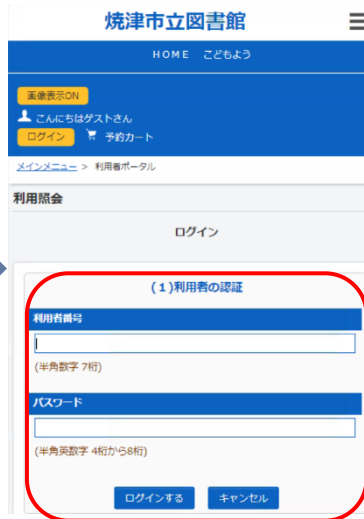 焼津市立図書館
HOME こどもよう
画像表示ON
こんにちはゲストさん
ログイン 予約カート
メインメニュー > 利用者ポータル
利用照会
ログイン
(1)利用者の認証
利用者番号
(半角数字 7桁)
パスワード
(半角英数字 4桁から8桁)
ログインする キャンセル